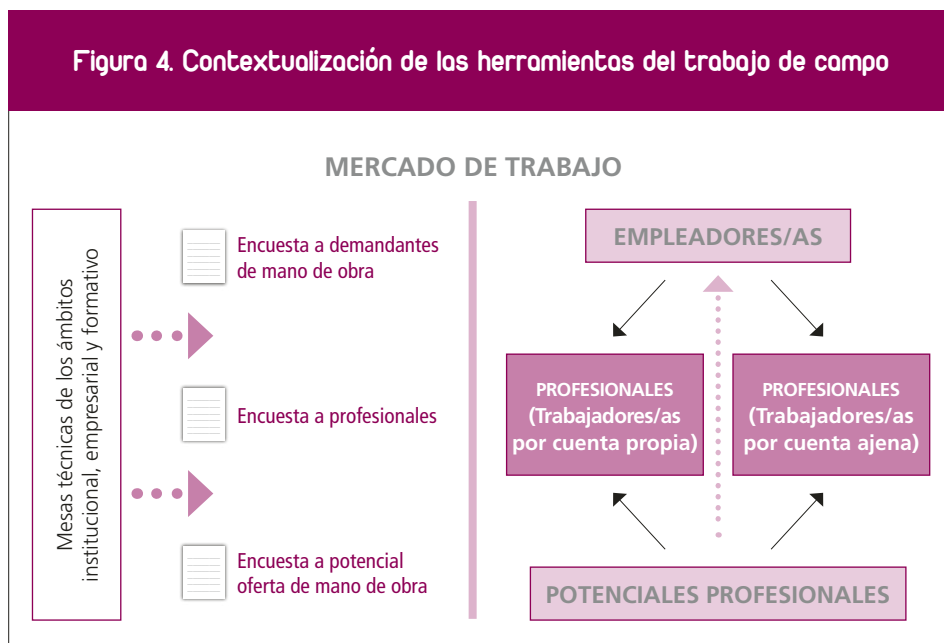 Figura 4. Contextualización de las herramientas del trabajo de campo
MERCADO DE TRABAJO
Mesas técnicas de los ámbitos
institucional, empresarial y formativo
Encuesta a demandantes
de mano de obra
Encuesta a profesionales
Encuesta a potencial
oferta de mano de obra
EMPLEADORES/AS
PROFESIONALES
(Trabajadores/as
por cuenta propia)
PROFESIONALES
(Trabajadores/as
por cuenta ajena)
POTENCIALES PROFESIONALES